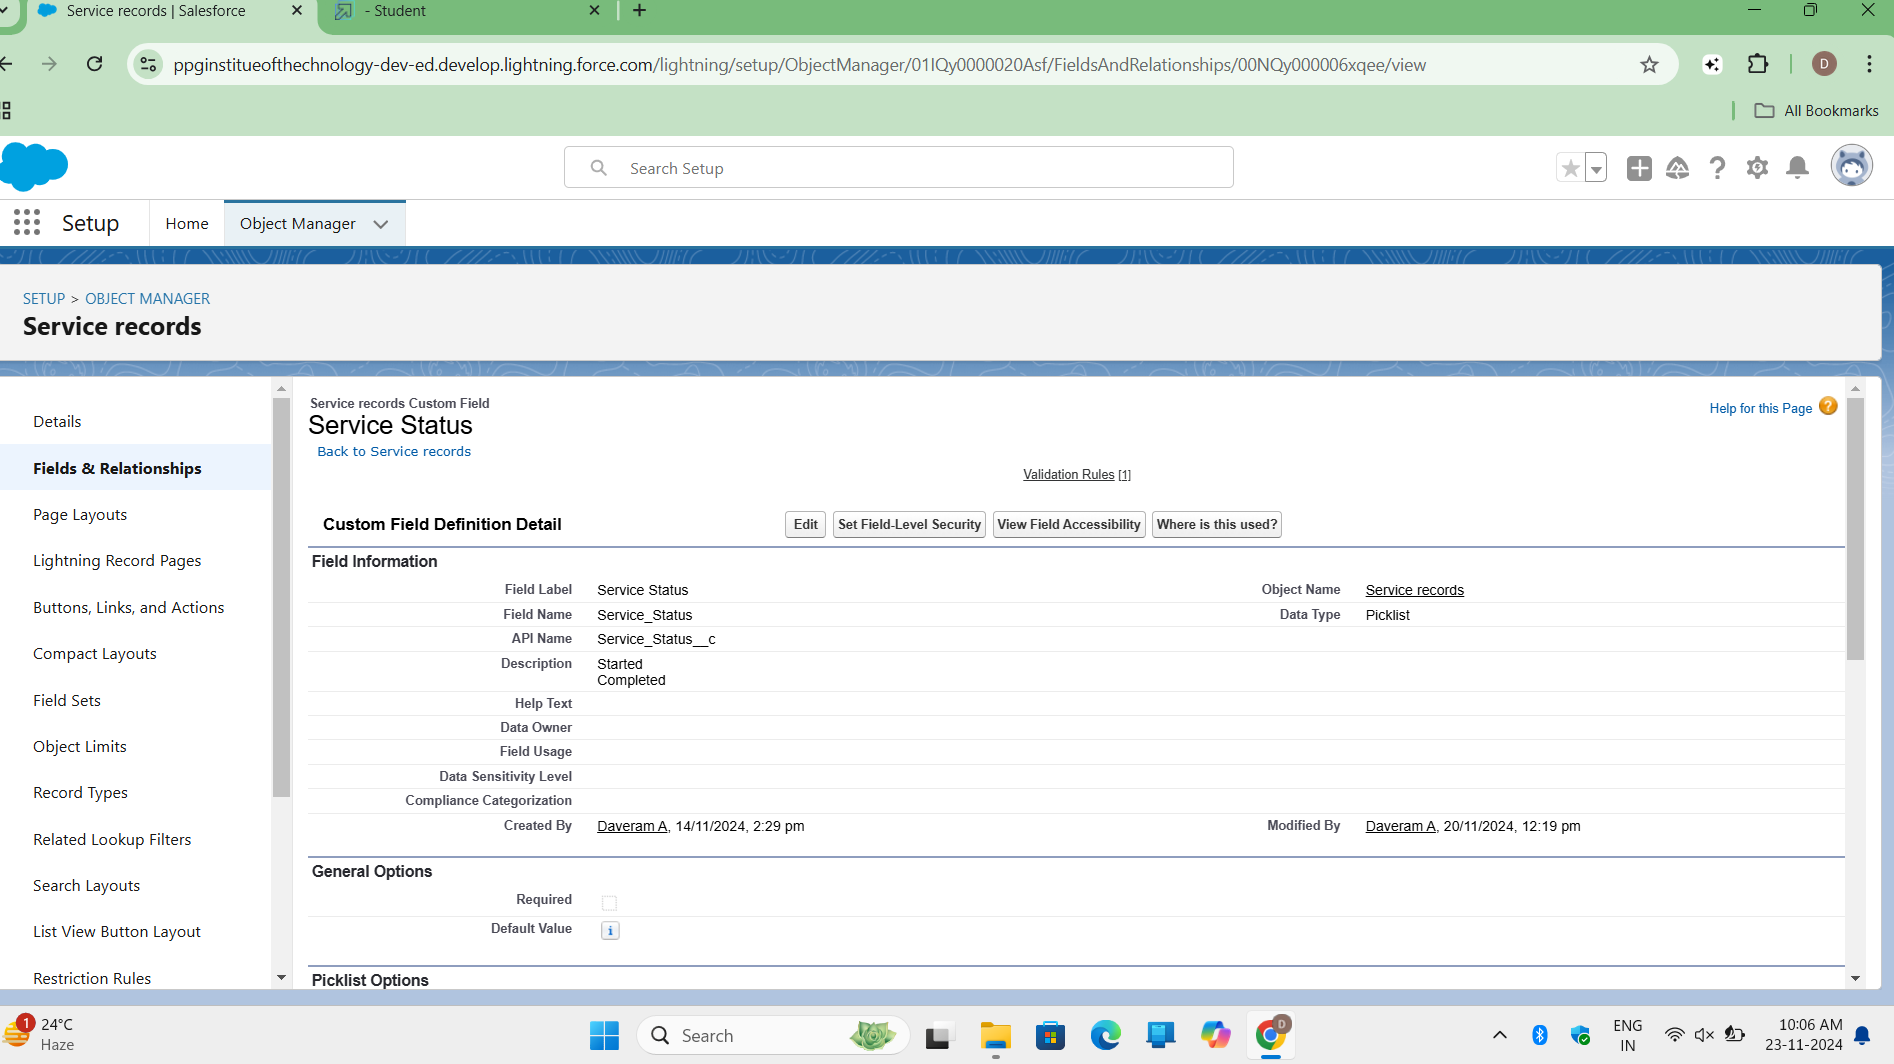 Service records | Salesforce
- Student
ppginstitueofthechnology-dev-ed.develop.lightning.force.com/lightning/setup/ObjectManager/01IQy0000020Asf/FieldsAndRelationships/00NQy000006xqee/view
D
All Bookmarks
Search Setup
Setup
Home
Object Manager
SETUP > OBJECT MANAGER
Service records
Details
Fields & Relationships
Page Layouts
Lightning Record Pages
Buttons, Links, and Actions
Compact Layouts
Field Sets
Object Limits
Record Types
Related Lookup Filters
Search Layouts
List View Button Layout
Restriction Rules
Service records Custom Field
Service Status
Back to Service records
Help for this Page ?
Validation Rules [1]
Custom Field Definition Detail
Edit
Set Field-Level Security
View Field Accessibility
Where is this used?
Field Information
Field Label Service Status
Object Name Service records
Field Name Service_Status
Data Type Picklist
API Name Service_Status__c
Description Started
Completed
Help Text
Data Owner
Field Usage
Data Sensitivity Level
Compliance Categorization
Created By Daveram A, 14/11/2024, 2:29 pm
Modified By Daveram A, 20/11/2024, 12:19 pm
General Options
Required
Default Value i
Picklist Options
1
24°C
Haze
Search
D
ENG
IN
10:06 AM
23-11-2024